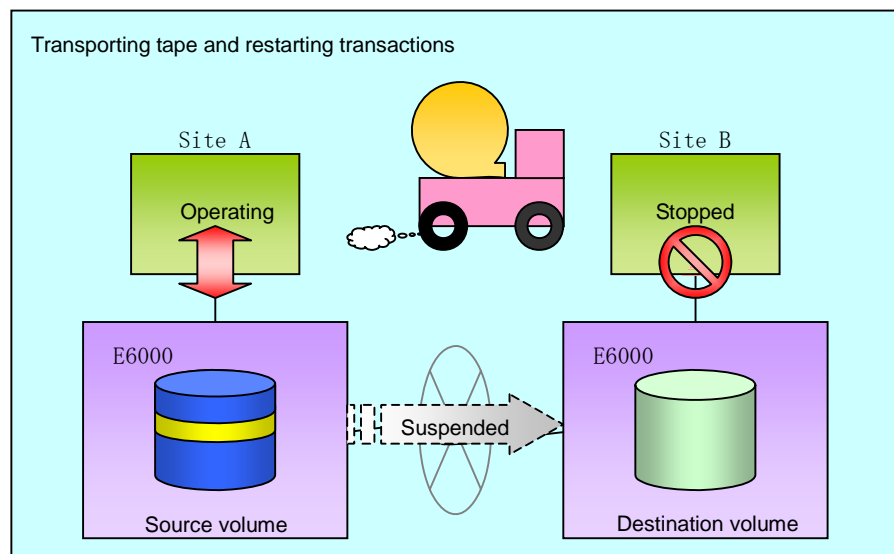 Transporting tape and restarting transactions
Site A
Site B
Operating
Stopped
E6000
E6000
Suspended
Source volume
Destination volume